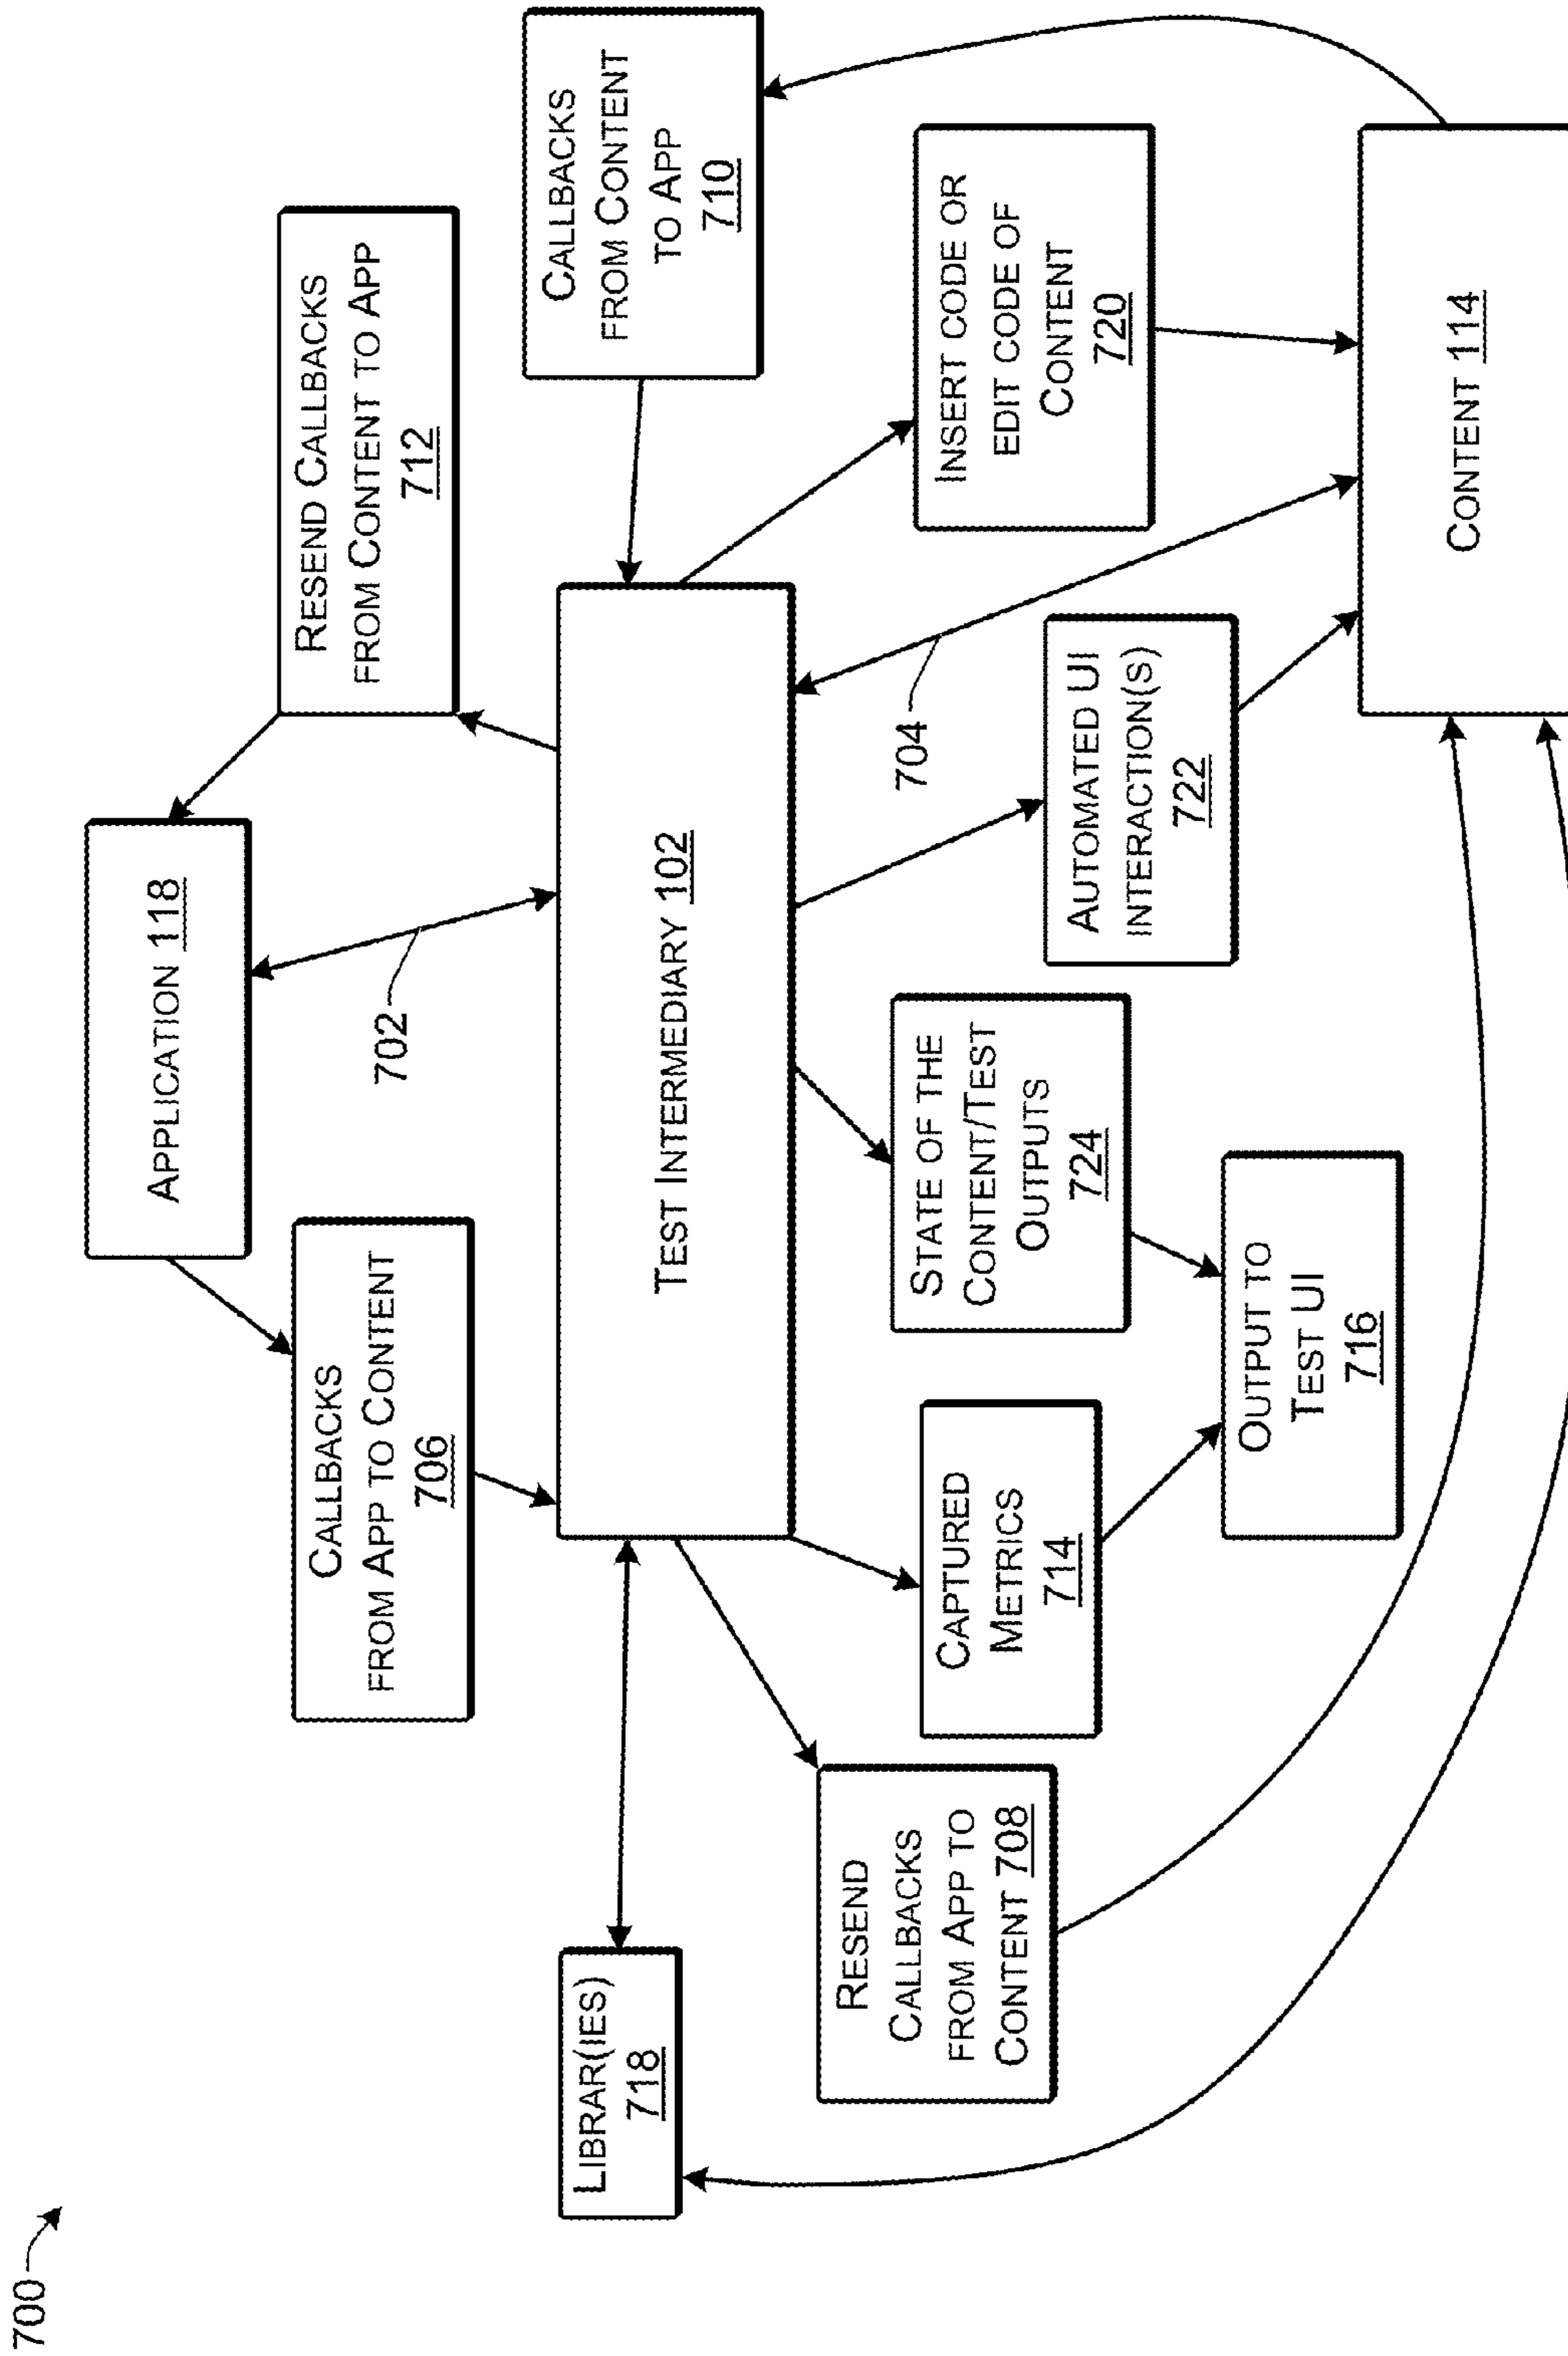 700
APPLICATION 118
CALLBACKS
FROM APP TO CONTENT
706
702
RESEND CALLBACKS
FROM CONTENT TO APP
712
LIBRAR(IES)
718
TEST INTERMEDIARY 102
CALLBACKS
FROM CONTENT
TO APP
710
RESEND
CALLBACKS
FROM APP TO
CONTENT 708
CAPTURED
METRICS
714
STATE OF THE
CONTENT/TEST
OUTPUTS
724
704
AUTOMATED UI
INTERACTION(S)
722
INSERT CODE OR
EDIT CODE OF
CONTENT
720
OUTPUT TO
TEST UI
716
CONTENT 114